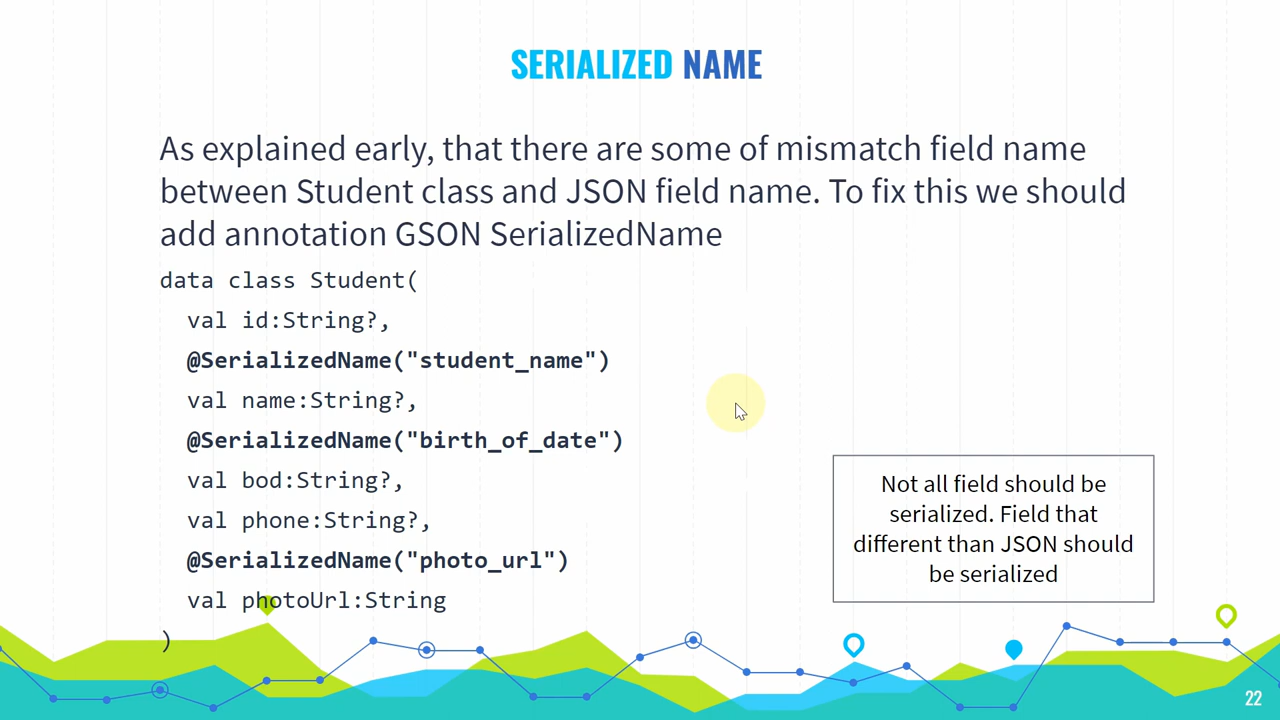 SERIALIZED NAME
As explained early, that there are some of mismatch field name
between Student class and JSON field name. To fix this we should
add annotation GSON SerializedName
data class Student(
val id:String?,
@SerializedName("student_name")
val name:String?,
@SerializedName("birth_of_date")
val bod:String?,
val phone:String?,
@SerializedName("photo_url")
val photoUrl:String
)
Not all field should be
serialized. Field that
different than JSON should
be serialized
22